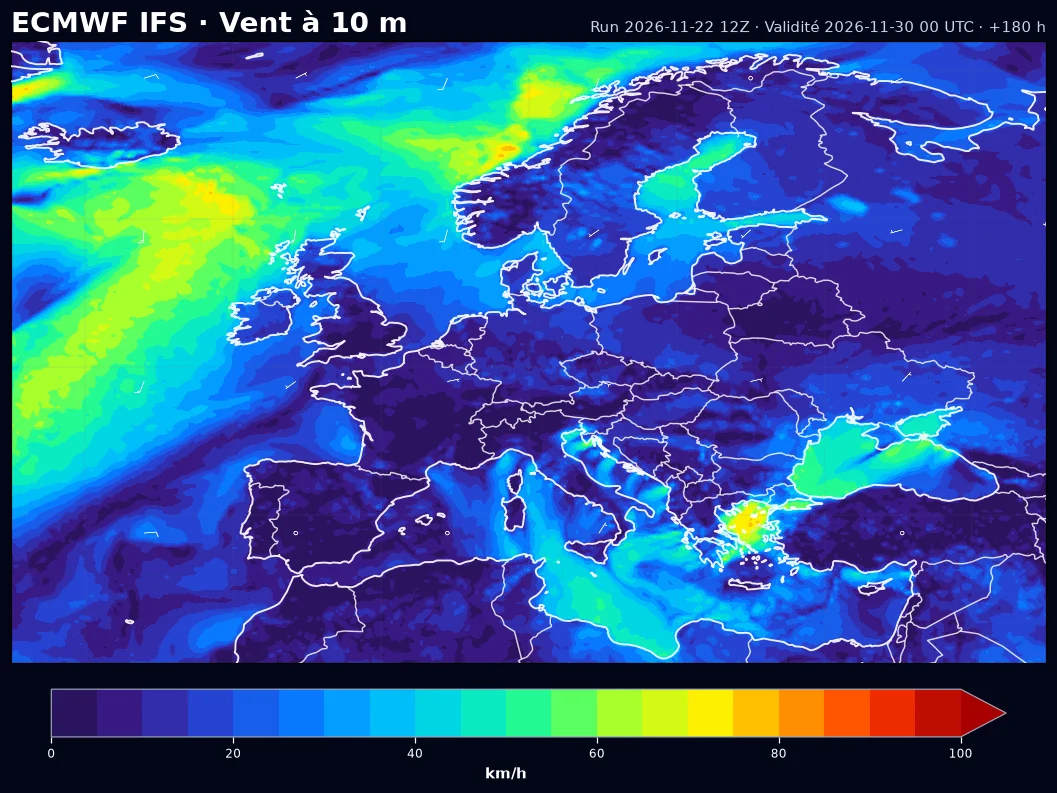 ECMWF IFS · Vent à 10 m
Run 2026-11-22 12Z · Validité 2026-11-30 00 UTC · +180 h
0 20 40 60 80 100
km/h